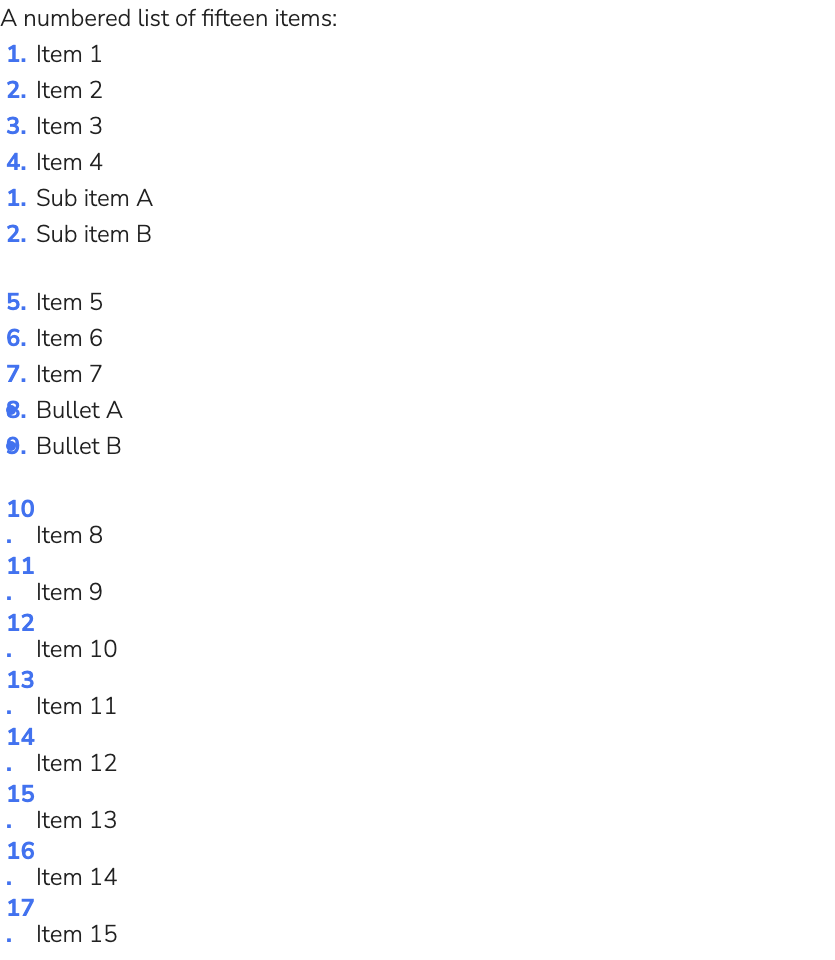 A numbered list of fifteen items:
1. Item 1
2. Item 2
3. Item 3
4. Item 4
1. Sub item A
2. Sub item B
5. Item 5
6. Item 6
7. Item 7
8. Bullet A
9. Bullet B
10
. Item 8
11
. Item 9
12
. Item 10
13
. Item 11
14
. Item 12
15
. Item 13
16
. Item 14
17
. Item 15